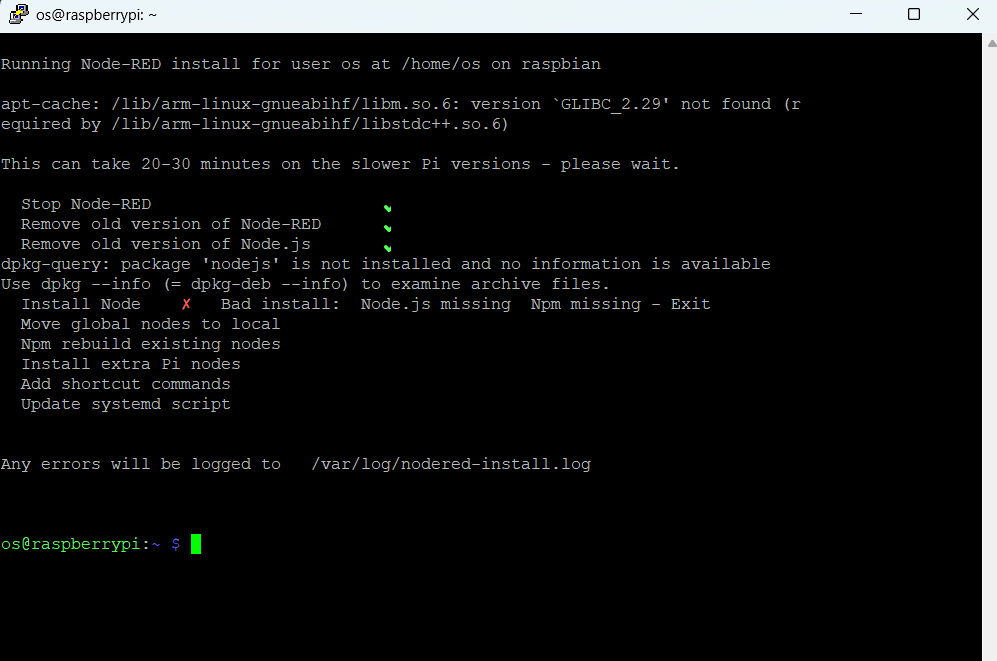 os@raspberrypi: ~
Running Node-RED install for user os at /home/os on raspbian
apt-cache: /lib/arm-linux-gnueabihf/libm.so.6: version `GLIBC_2.29' not found (r
equired by /lib/arm-linux-gnueabihf/libstdc++.so.6)
This can take 20-30 minutes on the slower Pi versions - please wait.
Stop Node-RED ✔
Remove old version of Node-RED ✔
Remove old version of Node.js ✔
dpkg-query: package 'nodejs' is not installed and no information is available
Use dpkg --info (= dpkg-deb --info) to examine archive files.
Install Node ✗ Bad install: Node.js missing Npm missing - Exit
Move global nodes to local
Npm rebuild existing nodes
Install extra Pi nodes
Add shortcut commands
Update systemd script
Any errors will be logged to /var/log/nodered-install.log
os@raspberrypi:~ $